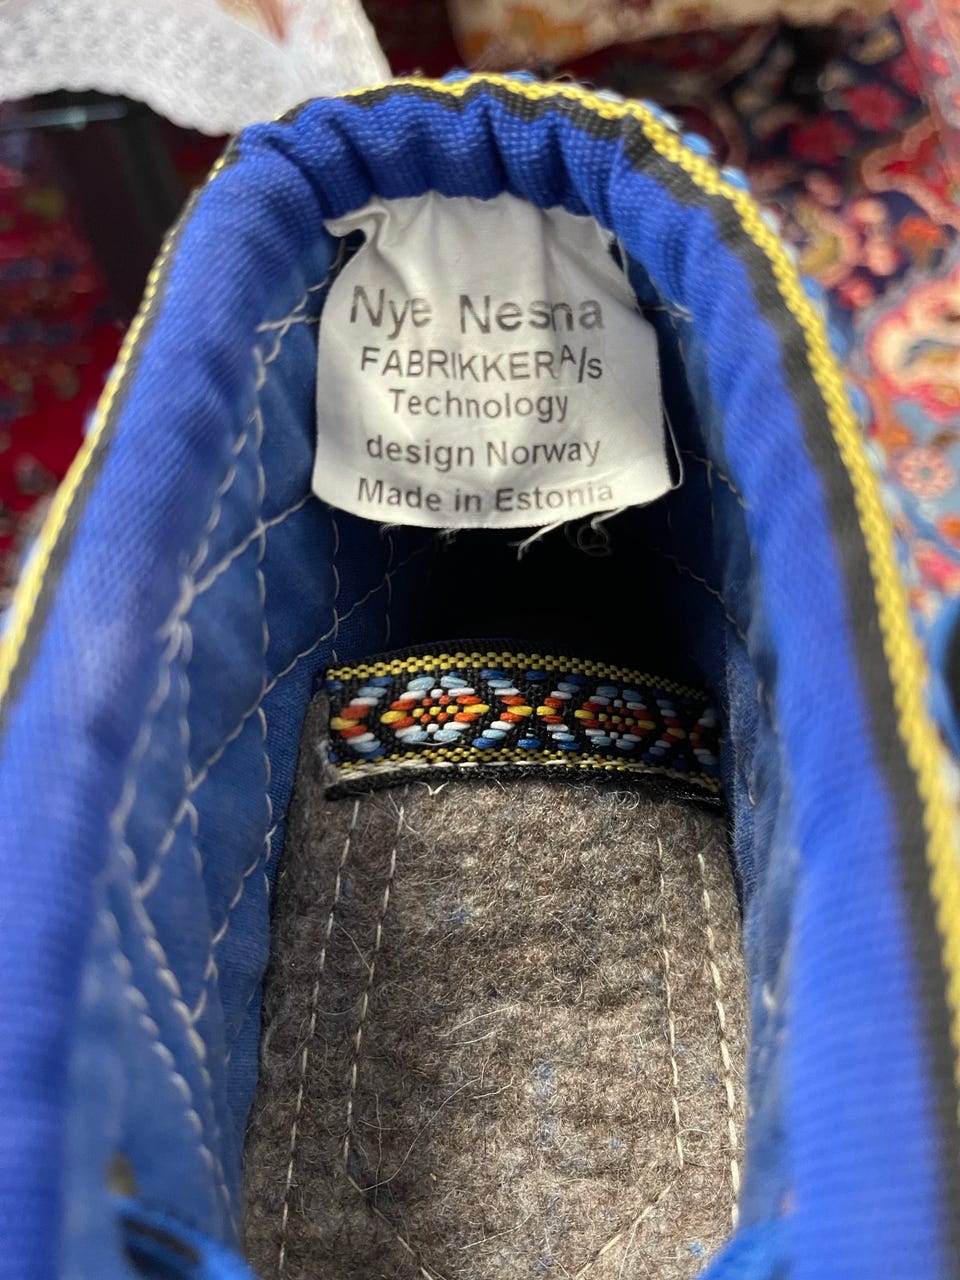 Nye Nesna
FABRIKKER A/s
Technology
design Norway
Made in Estonia